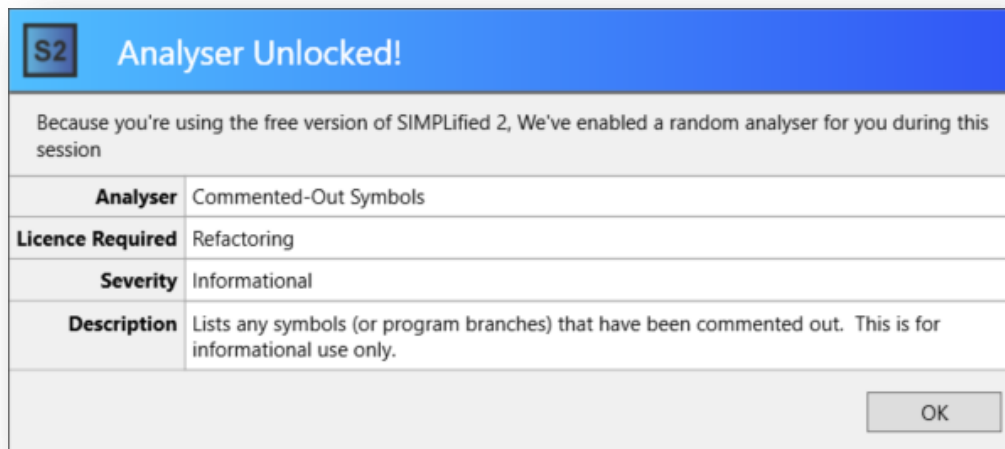 S2
Analyser Unlocked!
Because you're using the free version of SIMPLified 2, We've enabled a random analyser for you during this
session
Analyser Commented-Out Symbols
Licence Required Refactoring
Severity Informational
Description Lists any symbols (or program branches) that have been commented out.  This is for
informational use only.
OK